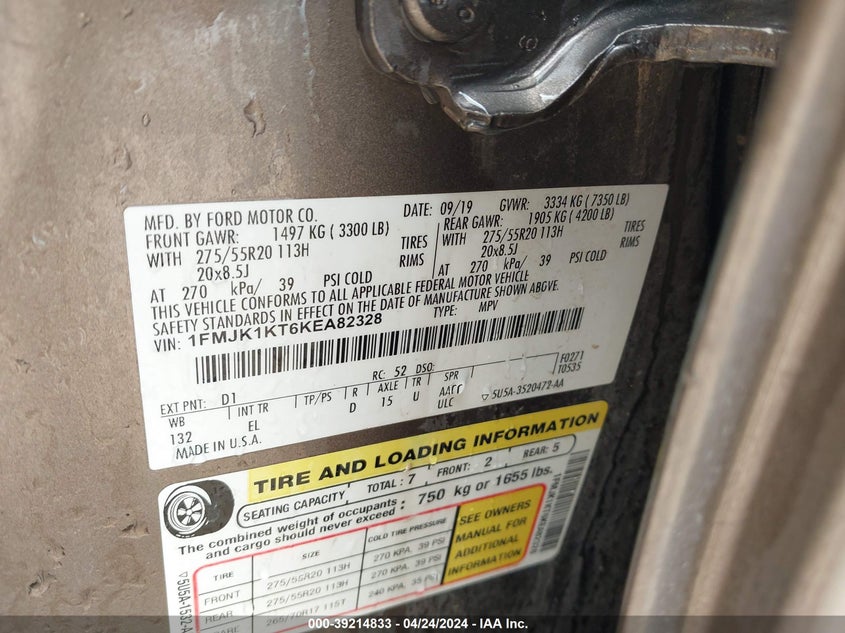 MFD. BY FORD MOTOR CO.
DATE: 09/19 GVWR: 3334 KG ( 7350 LB)
FRONT GAWR: 1497 KG ( 3300 LB)
REAR GAWR: 1905 KG ( 4200 LB)
WITH 275/55R20 113H TIRES
WITH 275/55R20 113H TIRES
20x8.5J RIMS
20x8.5J RIMS
AT 270 kPa/ 39 PSI COLD
AT 270 kPa/ 39 PSI COLD
THIS VEHICLE CONFORMS TO ALL APPLICABLE FEDERAL MOTOR VEHICLE
SAFETY STANDARDS IN EFFECT ON THE DATE OF MANUFACTURE SHOWN ABOVE.
VIN: 1FMJK1KT6KEA82328 TYPE: MPV
EXT PNT: D1 RC: 52 DSO: F0271
T0535
WB INT TR TP/PS R AXLE TR SPR
132 EL D 15 U
ULC ▽5U5A-3520472-AA
MADE IN U.S.A.
TIRE AND LOADING INFORMATION
SEATING CAPACITY TOTAL: 7 FRONT: 2 REAR: 5
The combined weight of occupants and cargo should never exceed : 750 kg or 1655 lbs.
TIRE SIZE COLD TIRE PRESSURE
FRONT 275/55R20 113H 270 KPA, 39 PSI
REAR 275/55R20 113H 270 KPA, 39 PSI
265/70R17 115T 240 KPA, 35 PSI
SEE OWNERS
MANUAL FOR
ADDITIONAL
INFORMATION
000-39214833 - 04/24/2024 - IAA Inc.